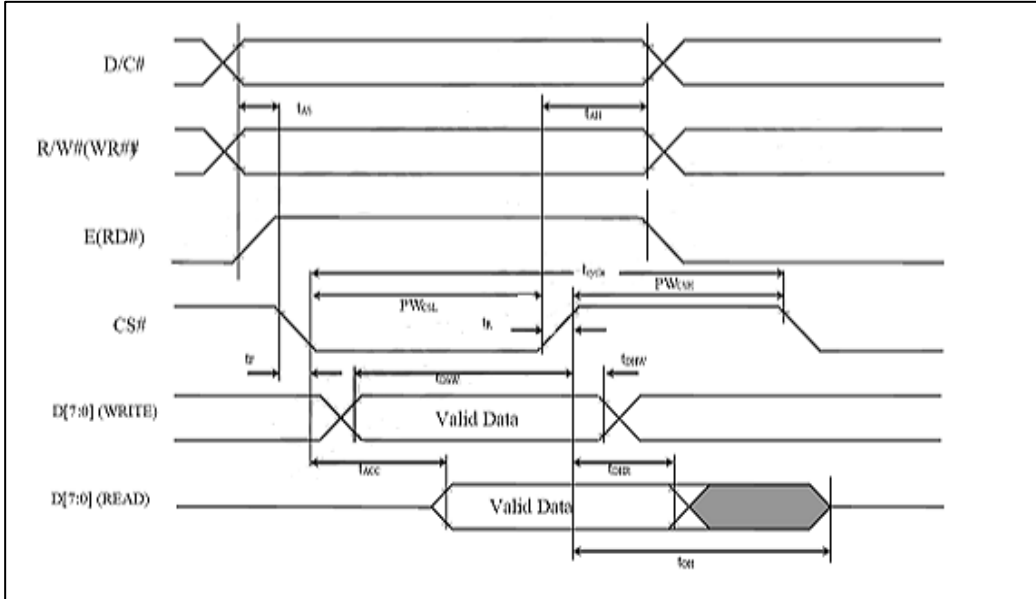 D/C#
tAS
tAH
R/W#(WR#)
E(RD#)
tcycle
PWCSL
PWCSH
CS#
tR
tF
tDSW
tDHW
D[7:0] (WRITE)
Valid Data
tACC
tDHR
D[7:0] (READ)
Valid Data
tOH